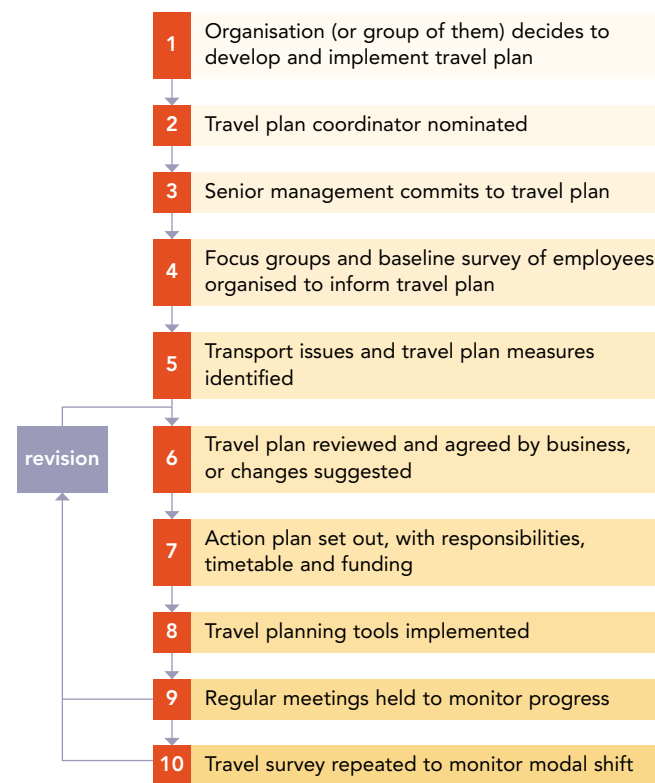 1
Organisation (or group of them) decides to
develop and implement travel plan
2
Travel plan coordinator nominated
3
Senior management commits to travel plan
4
Focus groups and baseline survey of employees
organised to inform travel plan
5
Transport issues and travel plan measures
identified
revision
6
Travel plan reviewed and agreed by business,
or changes suggested
7
Action plan set out, with responsibilities,
timetable and funding
8
Travel planning tools implemented
9
Regular meetings held to monitor progress
10
Travel survey repeated to monitor modal shift